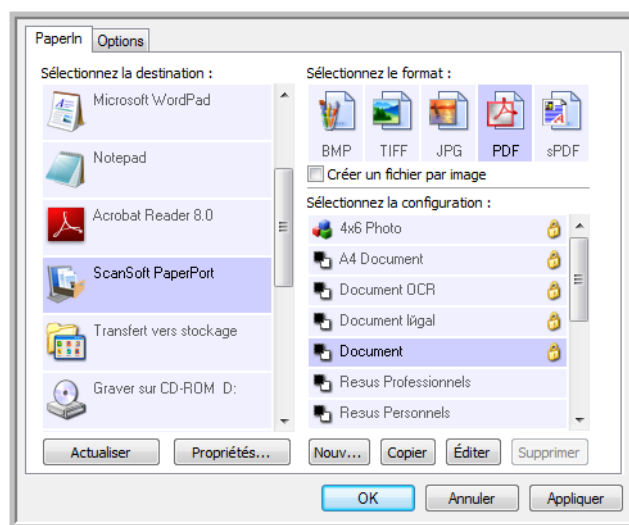 PaperIn Options
Sélectionnez la destination :
Microsoft WordPad
Notepad
Acrobat Reader 8.0
ScanSoft PaperPort
Transfert vers stockage
Graver sur CD-ROM D:
Actualiser Propriétés...
Sélectionnez le format :
BMP TIFF JPG PDF sPDF
Créer un fichier par image
Sélectionnez la configuration :
4x6 Photo
A4 Document
Document OCR
Document lйgal
Document
Reзus Professionnels
Reзus Personnels
Nouv... Copier Éditer Supprimer
OK Annuler Appliquer